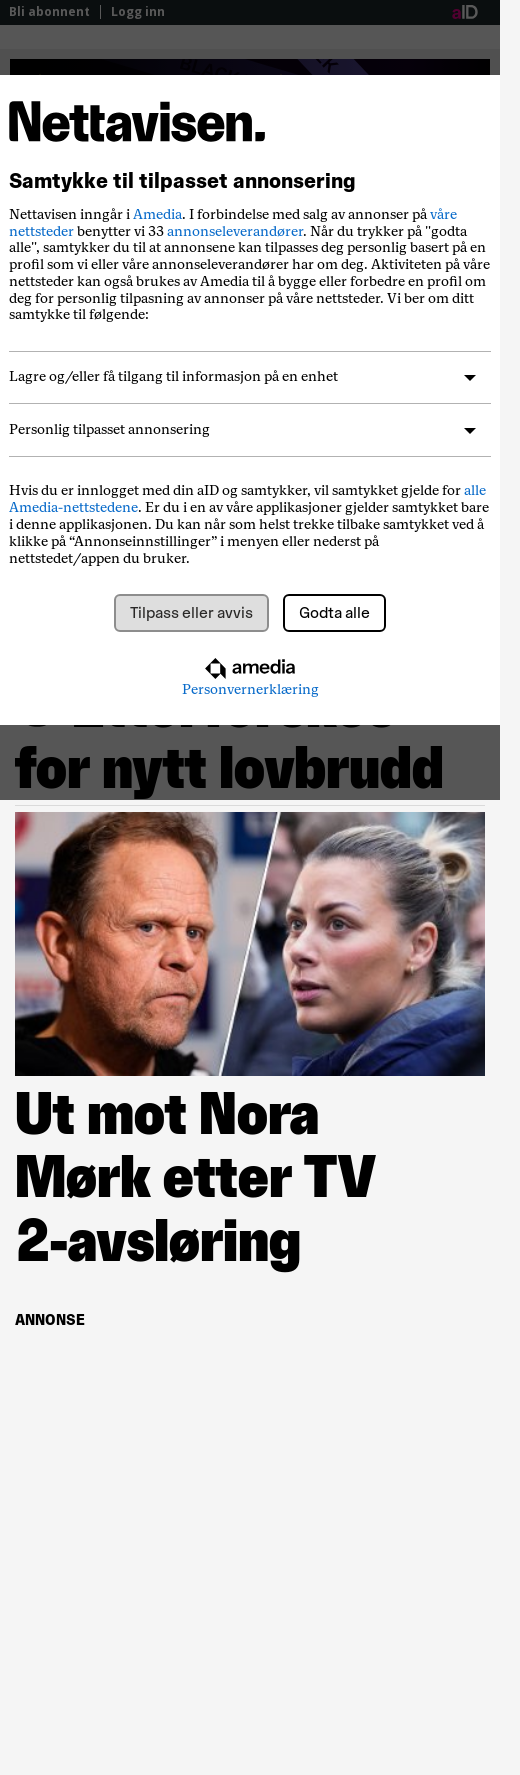 Bli abonnent
Logg inn
aID
Nettavisen.
Samtykke til tilpasset annonsering
Nettavisen inngår i Amedia. I forbindelse med salg av annonser på våre
nettsteder benytter vi 33 annonseleverandører. Når du trykker på "godta
alle", samtykker du til at annonsene kan tilpasses deg personlig basert på en
profil som vi eller våre annonseleverandører har om deg. Aktiviteten på våre
nettsteder kan også brukes av Amedia til å bygge eller forbedre en profil om
deg for personlig tilpasning av annonser på våre nettsteder. Vi ber om ditt
samtykke til følgende:
Lagre og/eller få tilgang til informasjon på en enhet
Personlig tilpasset annonsering
Hvis du er innlogget med din aID og samtykker, vil samtykket gjelde for alle
Amedia-nettstedene. Er du i en av våre applikasjoner gjelder samtykket bare
i denne applikasjonen. Du kan når som helst trekke tilbake samtykket ved å
klikke på “Annonseinnstillinger” i menyen eller nederst på
nettstedet/appen du bruker.
Tilpass eller avvis
Godta alle
amedia
Personvernerklæring
for nytt lovbrudd
Ut mot Nora
Mørk etter TV
2-avsløring
ANNONSE